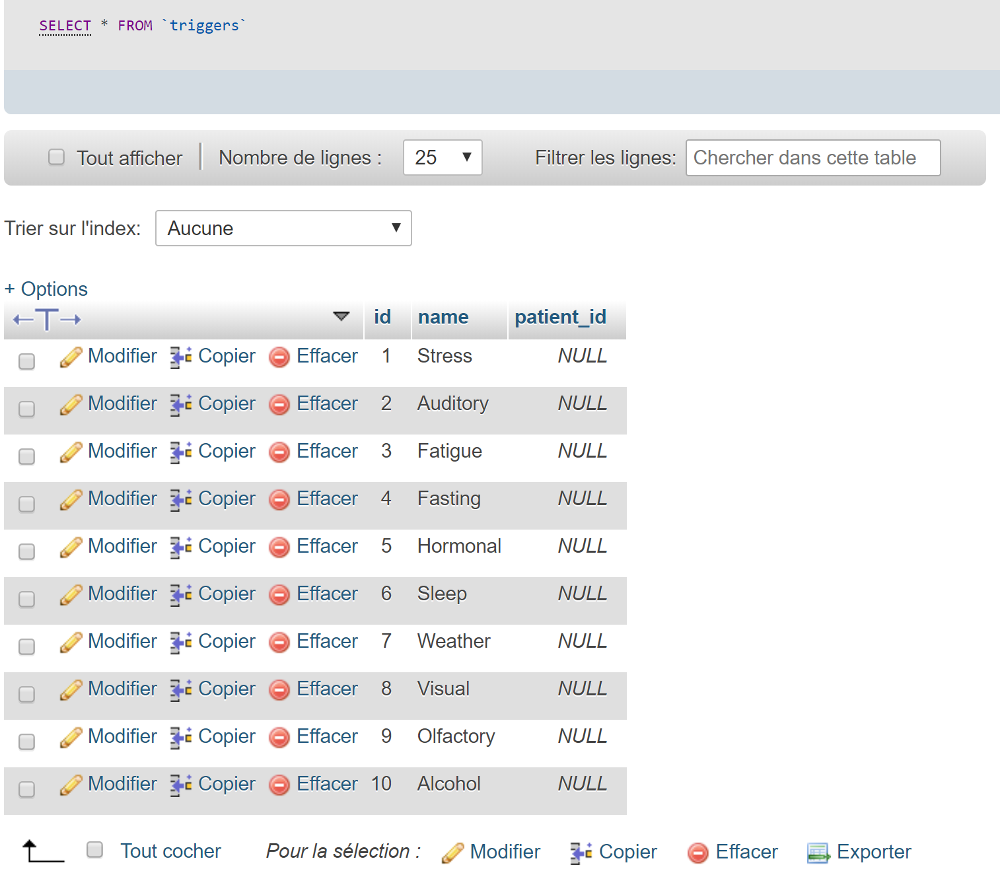 SELECT * FROM `triggers`
Tout afficher Nombre de lignes : 25 Filtrer les lignes: Chercher dans cette table
Trier sur l'index: Aucune
+ Options
id name patient_id
Modifier Copier Effacer 1 Stress NULL
Modifier Copier Effacer 2 Auditory NULL
Modifier Copier Effacer 3 Fatigue NULL
Modifier Copier Effacer 4 Fasting NULL
Modifier Copier Effacer 5 Hormonal NULL
Modifier Copier Effacer 6 Sleep NULL
Modifier Copier Effacer 7 Weather NULL
Modifier Copier Effacer 8 Visual NULL
Modifier Copier Effacer 9 Olfactory NULL
Modifier Copier Effacer 10 Alcohol NULL
Tout cocher Pour la sélection : Modifier Copier Effacer Exporter